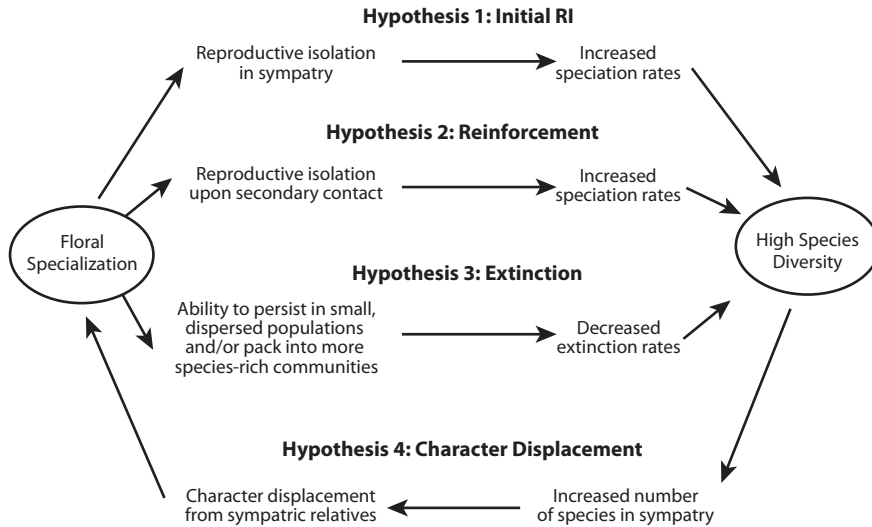 Hypothesis 1: Initial RI
Reproductive isolation
in sympatry
Increased
speciation rates
Hypothesis 2: Reinforcement
Reproductive isolation
upon secondary contact
Increased
speciation rates
Floral
Specialization
High Species
Diversity
Hypothesis 3: Extinction
Ability to persist in small,
dispersed populations
and/or pack into more
species-rich communities
Decreased
extinction rates
Hypothesis 4: Character Displacement
Character displacement
from sympatric relatives
Increased number
of species in sympatry